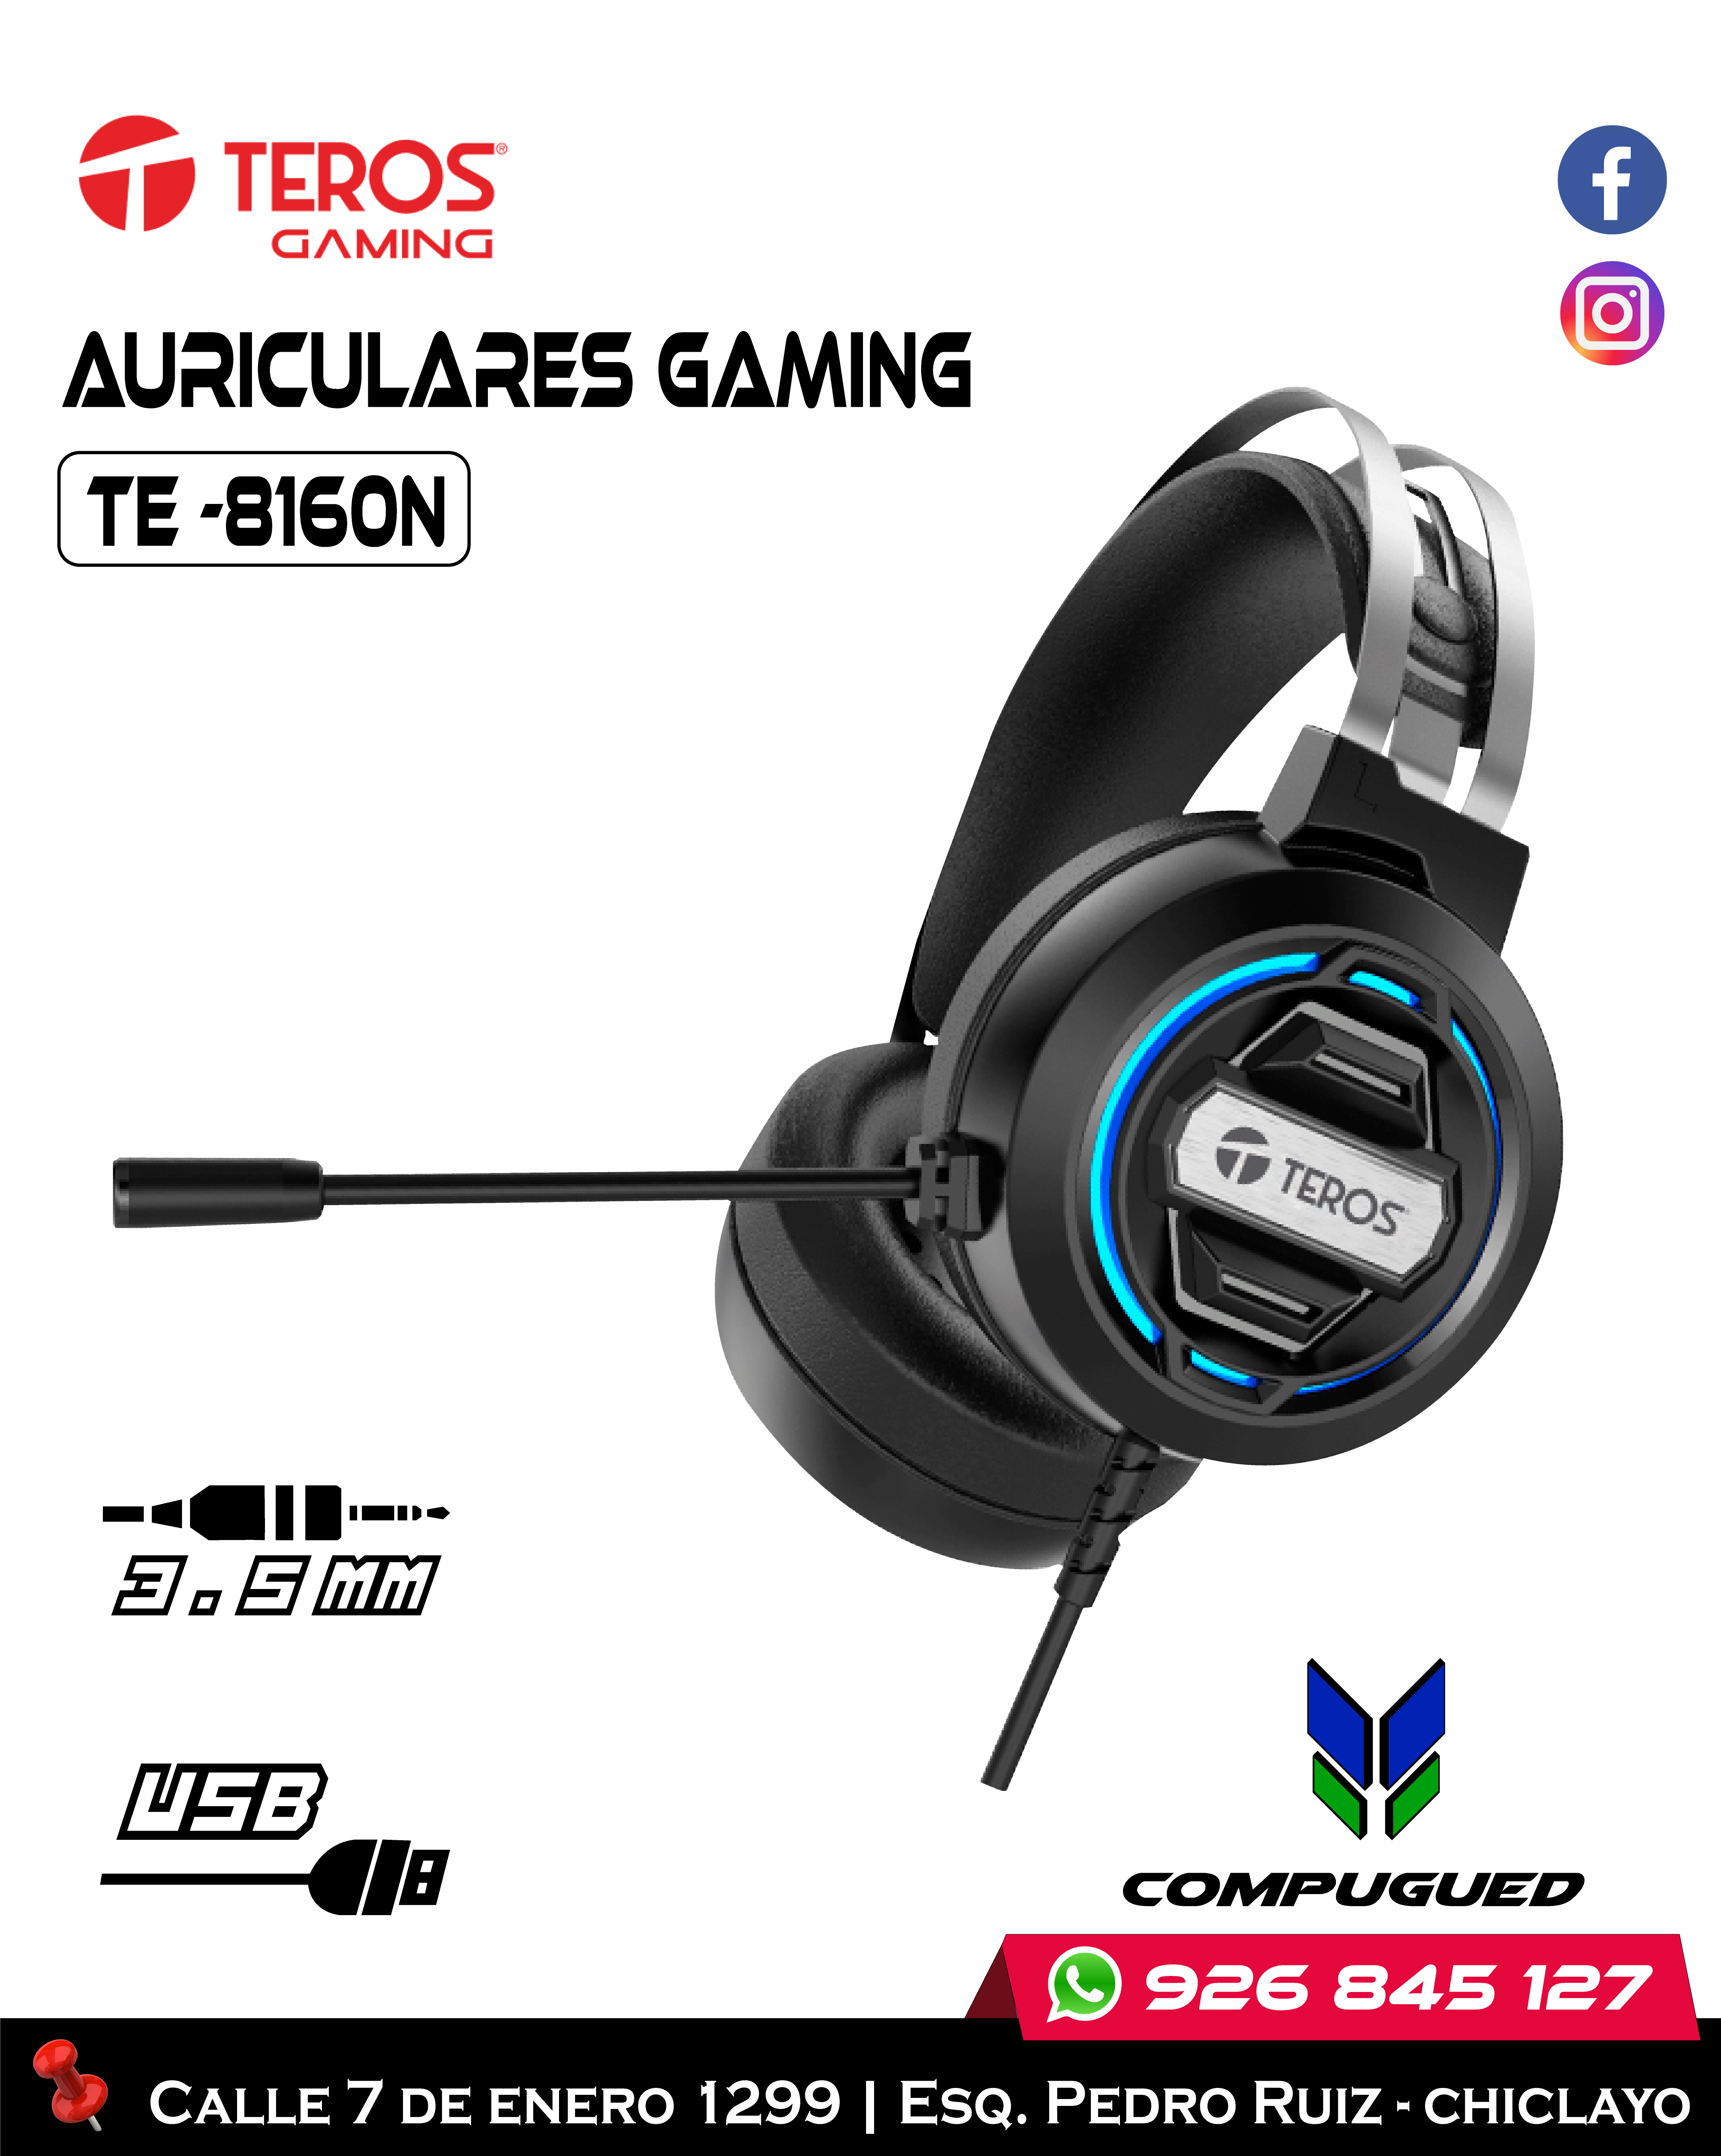 TEROS®
GAMING
AURICULARES GAMING
TE -8160N
L
TEROS
3.5MM
USB
COMPUGUED
926 845 127
CALLE 7 DE ENERO 1299 | ESQ. PEDRO RUIZ - CHICLAYO